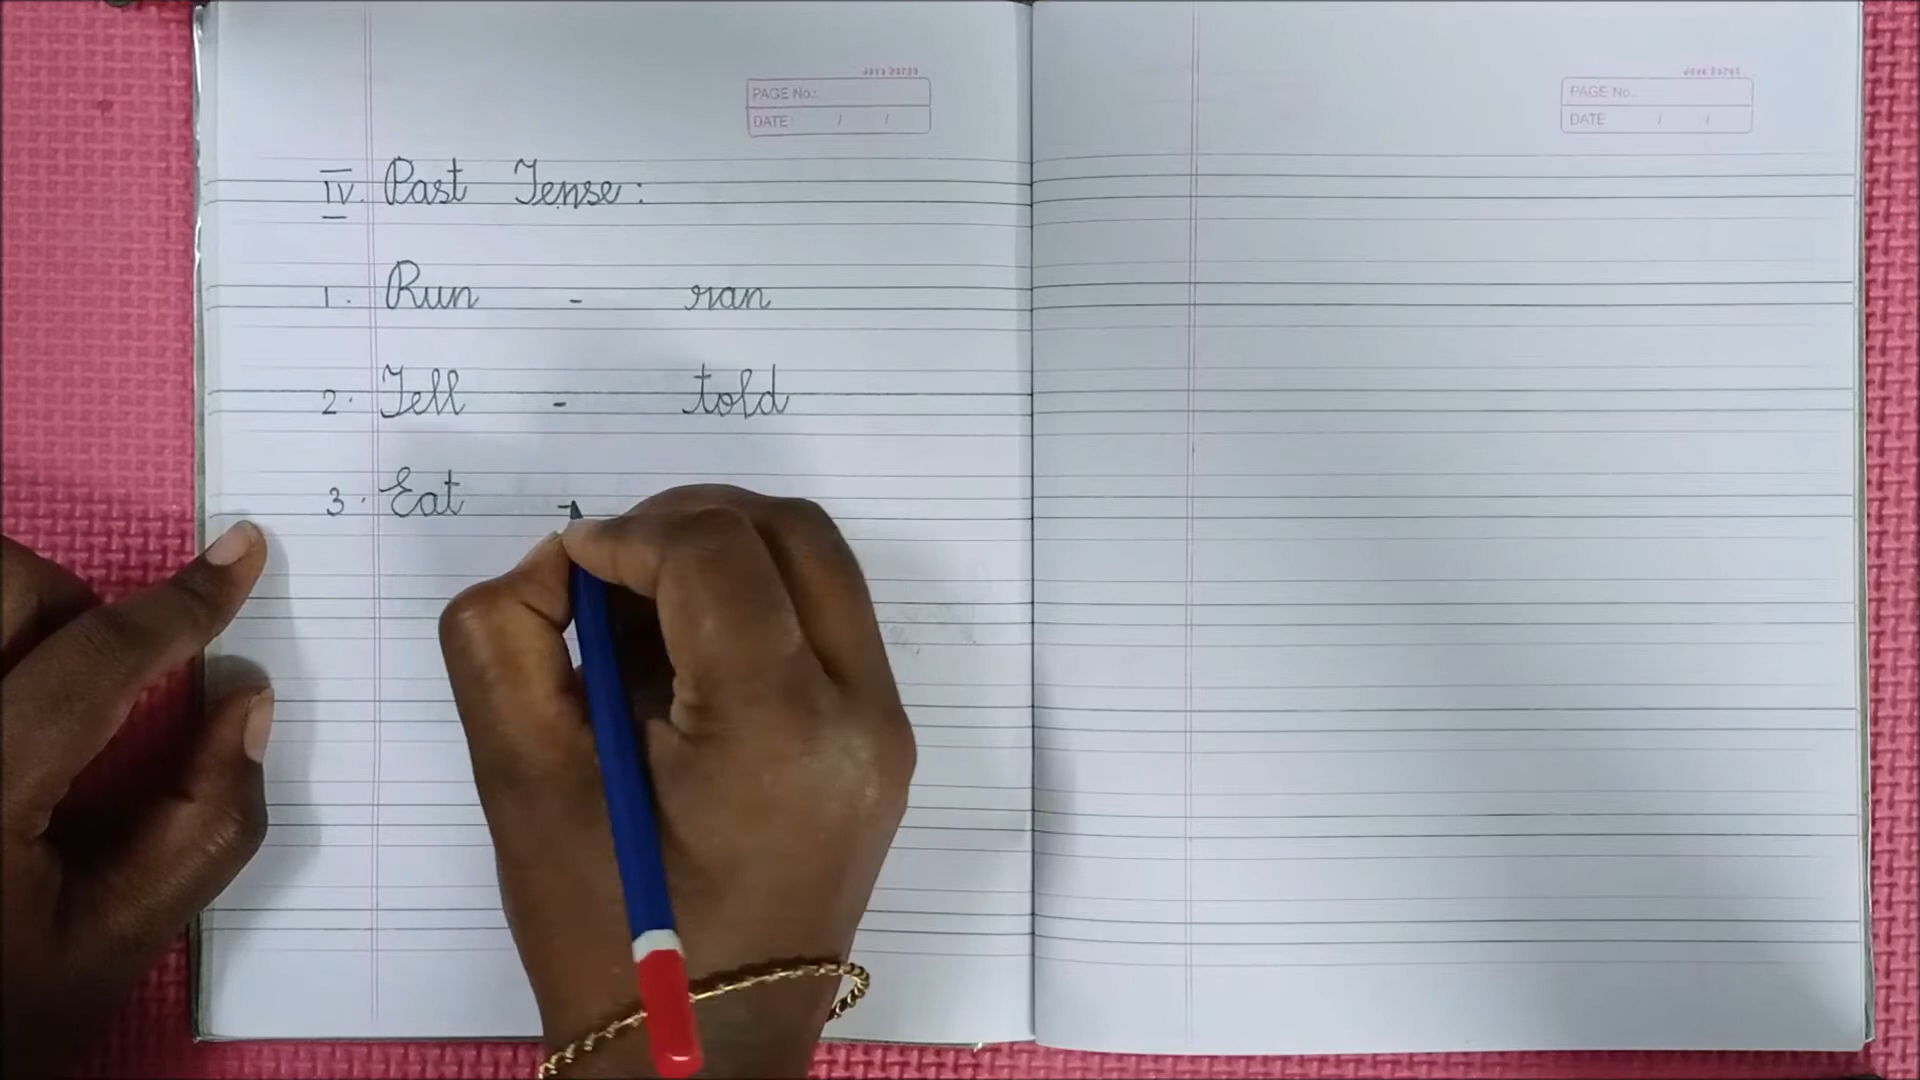 PAGE No.:
DATE / /
IV. Past Tense:
1. Run - ran
2. Tell - told
3. Eat -
PAGE No.:
DATE / /